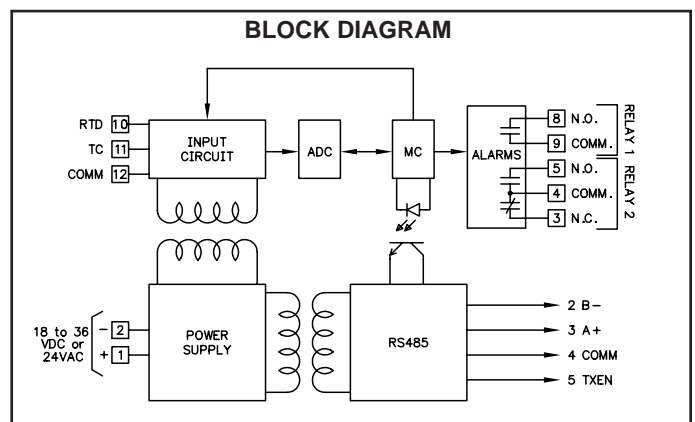 BLOCK DIAGRAM
RTD 10
TC 11
COMM 12
INPUT
CIRCUIT
ADC
MC
ALARMS
8 N.O.
9 COMM.
5 N.O.
4 COMM.
3 N.C.
RELAY 1
RELAY 2
18 to 36
VDC or
24VAC
- 2
+ 1
POWER
SUPPLY
RS485
2 B-
3 A+
4 COMM
5 TXEN